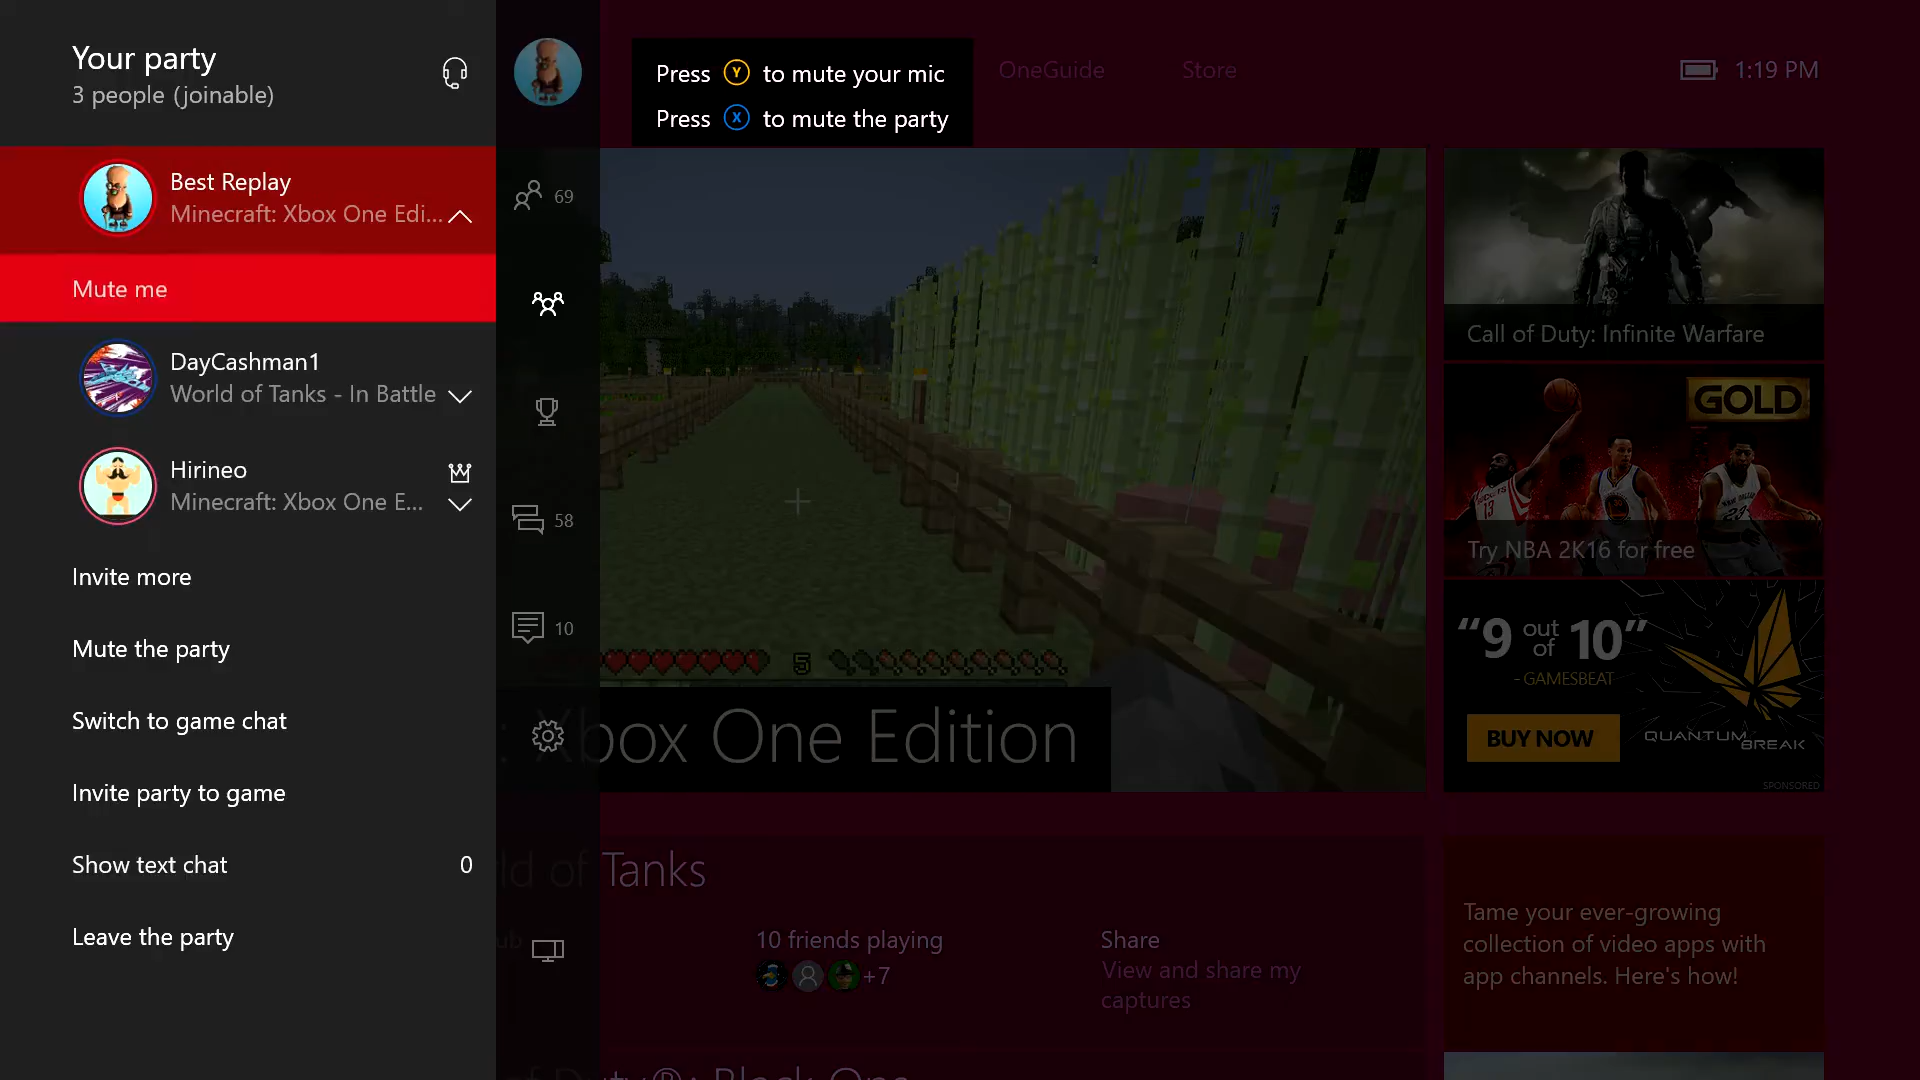 Your party
3 people (joinable)
Best Replay
Minecraft: Xbox One Edi...
Mute me
DayCashman1
World of Tanks - In Battle
Hirineo
Minecraft: Xbox One E...
Invite more
Mute the party
Switch to game chat
Invite party to game
Show text chat 0
Leave the party
69
58
10
Press Y to mute your mic
Press X to mute the party
OneGuide
Store
1:19 PM
5
: Xbox One Edition
ld of Tanks
ub
10 friends playing
+7
Share
View and share my
captures
Call of Duty: Infinite Warfare
GOLD
ROCKETS
13
Try NBA 2K16 for free
"9 out of 10"
- GAMESBEAT
BUY NOW
QUANTUM BREAK
SPONSORED
Tame your ever-growing
collection of video apps with
app channels. Here's how!